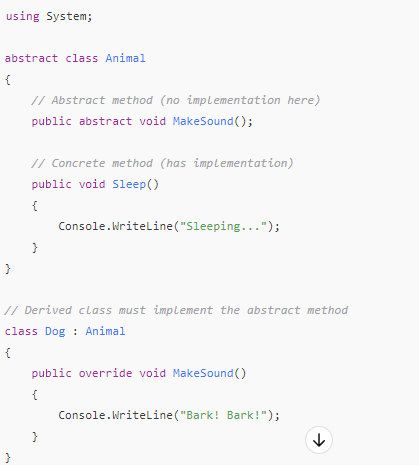 using System;
abstract class Animal
{
// Abstract method (no implementation here)
public abstract void MakeSound();
// Concrete method (has implementation)
public void Sleep()
{
Console.WriteLine("Sleeping...");
}
}
// Derived class must implement the abstract method
class Dog : Animal
{
public override void MakeSound()
{
Console.WriteLine("Bark! Bark!");
}
}